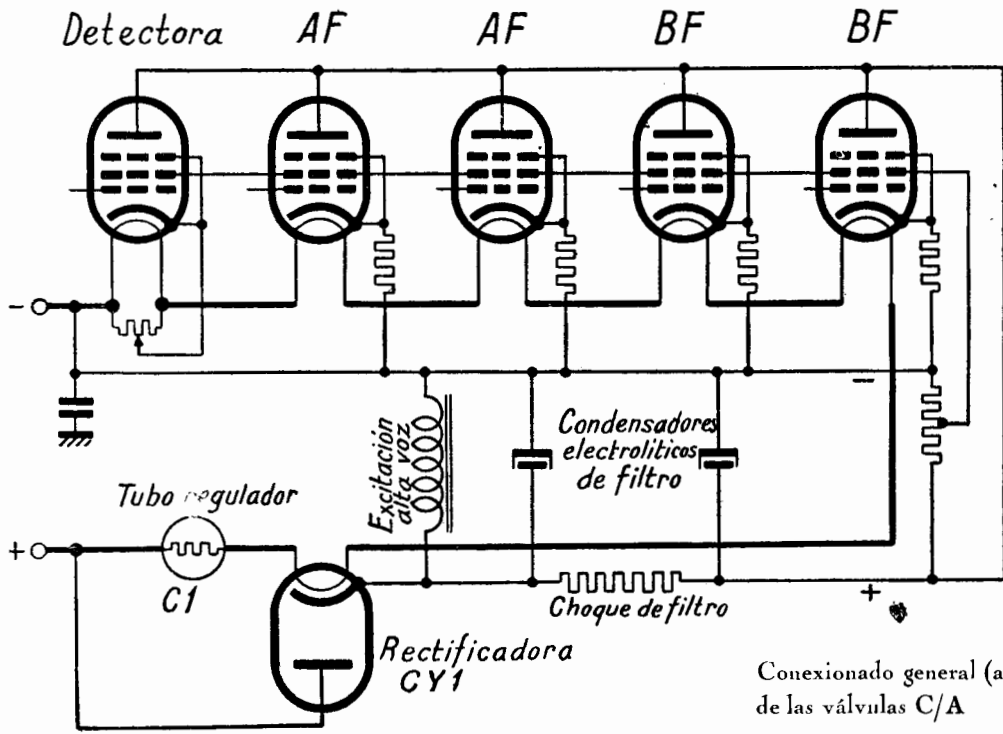 Detectora AF AF BF BF
-
-
Excitación
alta voz
Condensadores
electrolíticos
de filtro
Tubo regulador
+
C1
Choque de filtro
+
Rectificadora
CY1
Conexionado general (a
de las válvulas C/A